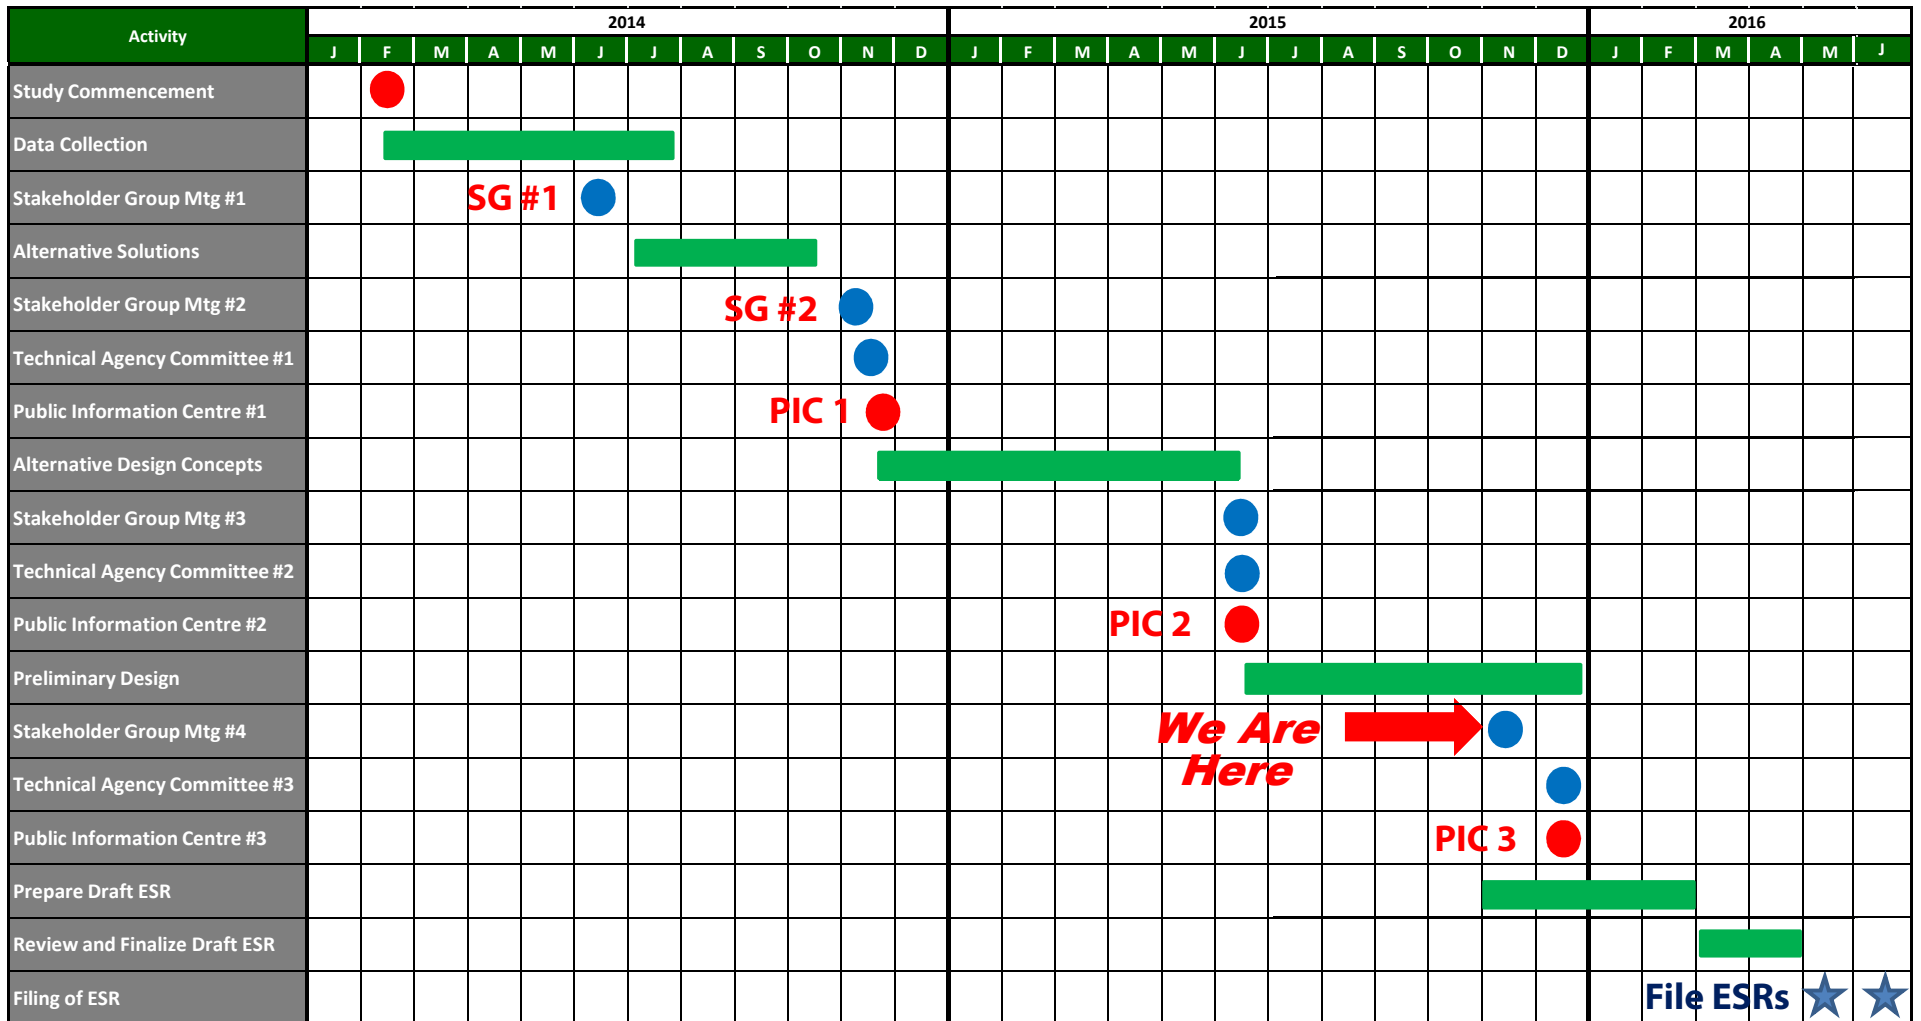 Activity
2014 2015 2016
J F M A M J J A S O N D J F M A M J J A S O N D J F M A M J
Study Commencement
Data Collection
Stakeholder Group Mtg #1 SG #1
Alternative Solutions
Stakeholder Group Mtg #2 SG #2
Technical Agency Committee #1
Public Information Centre #1 PIC 1
Alternative Design Concepts
Stakeholder Group Mtg #3
Technical Agency Committee #2
Public Information Centre #2 PIC 2
Preliminary Design
Stakeholder Group Mtg #4 We Are
Here
Technical Agency Committee #3
Public Information Centre #3 PIC 3
Prepare Draft ESR
Review and Finalize Draft ESR
Filing of ESR File ESRs